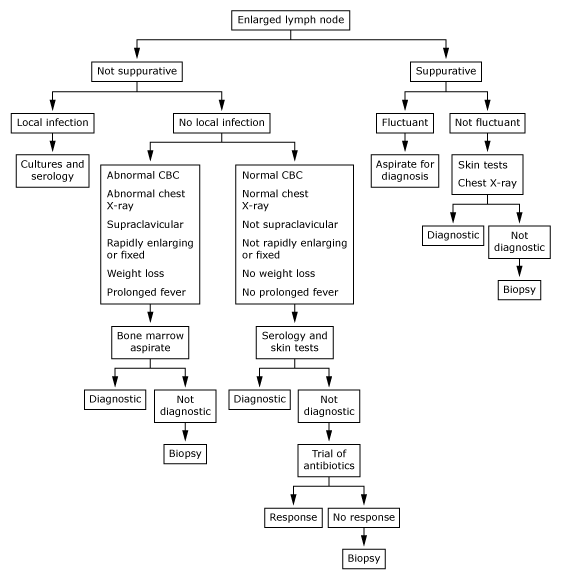 Enlarged lymph node
Not suppurative
Suppurative
Local infection
No local infection
Fluctuant
Not fluctuant
Cultures and
serology
Abnormal CBC
Abnormal chest
X-ray
Supraclavicular
Rapidly enlarging
or fixed
Weight loss
Prolonged fever
Normal CBC
Normal chest
X-ray
Not supraclavicular
Not rapidly enlarging
or fixed
No weight loss
No prolonged fever
Aspirate for
diagnosis
Skin tests
Chest X-ray
Diagnostic
Not
diagnostic
Biopsy
Bone marrow
aspirate
Serology and
skin tests
Diagnostic
Not
diagnostic
Diagnostic
Not
diagnostic
Biopsy
Trial of
antibiotics
Response
No response
Biopsy